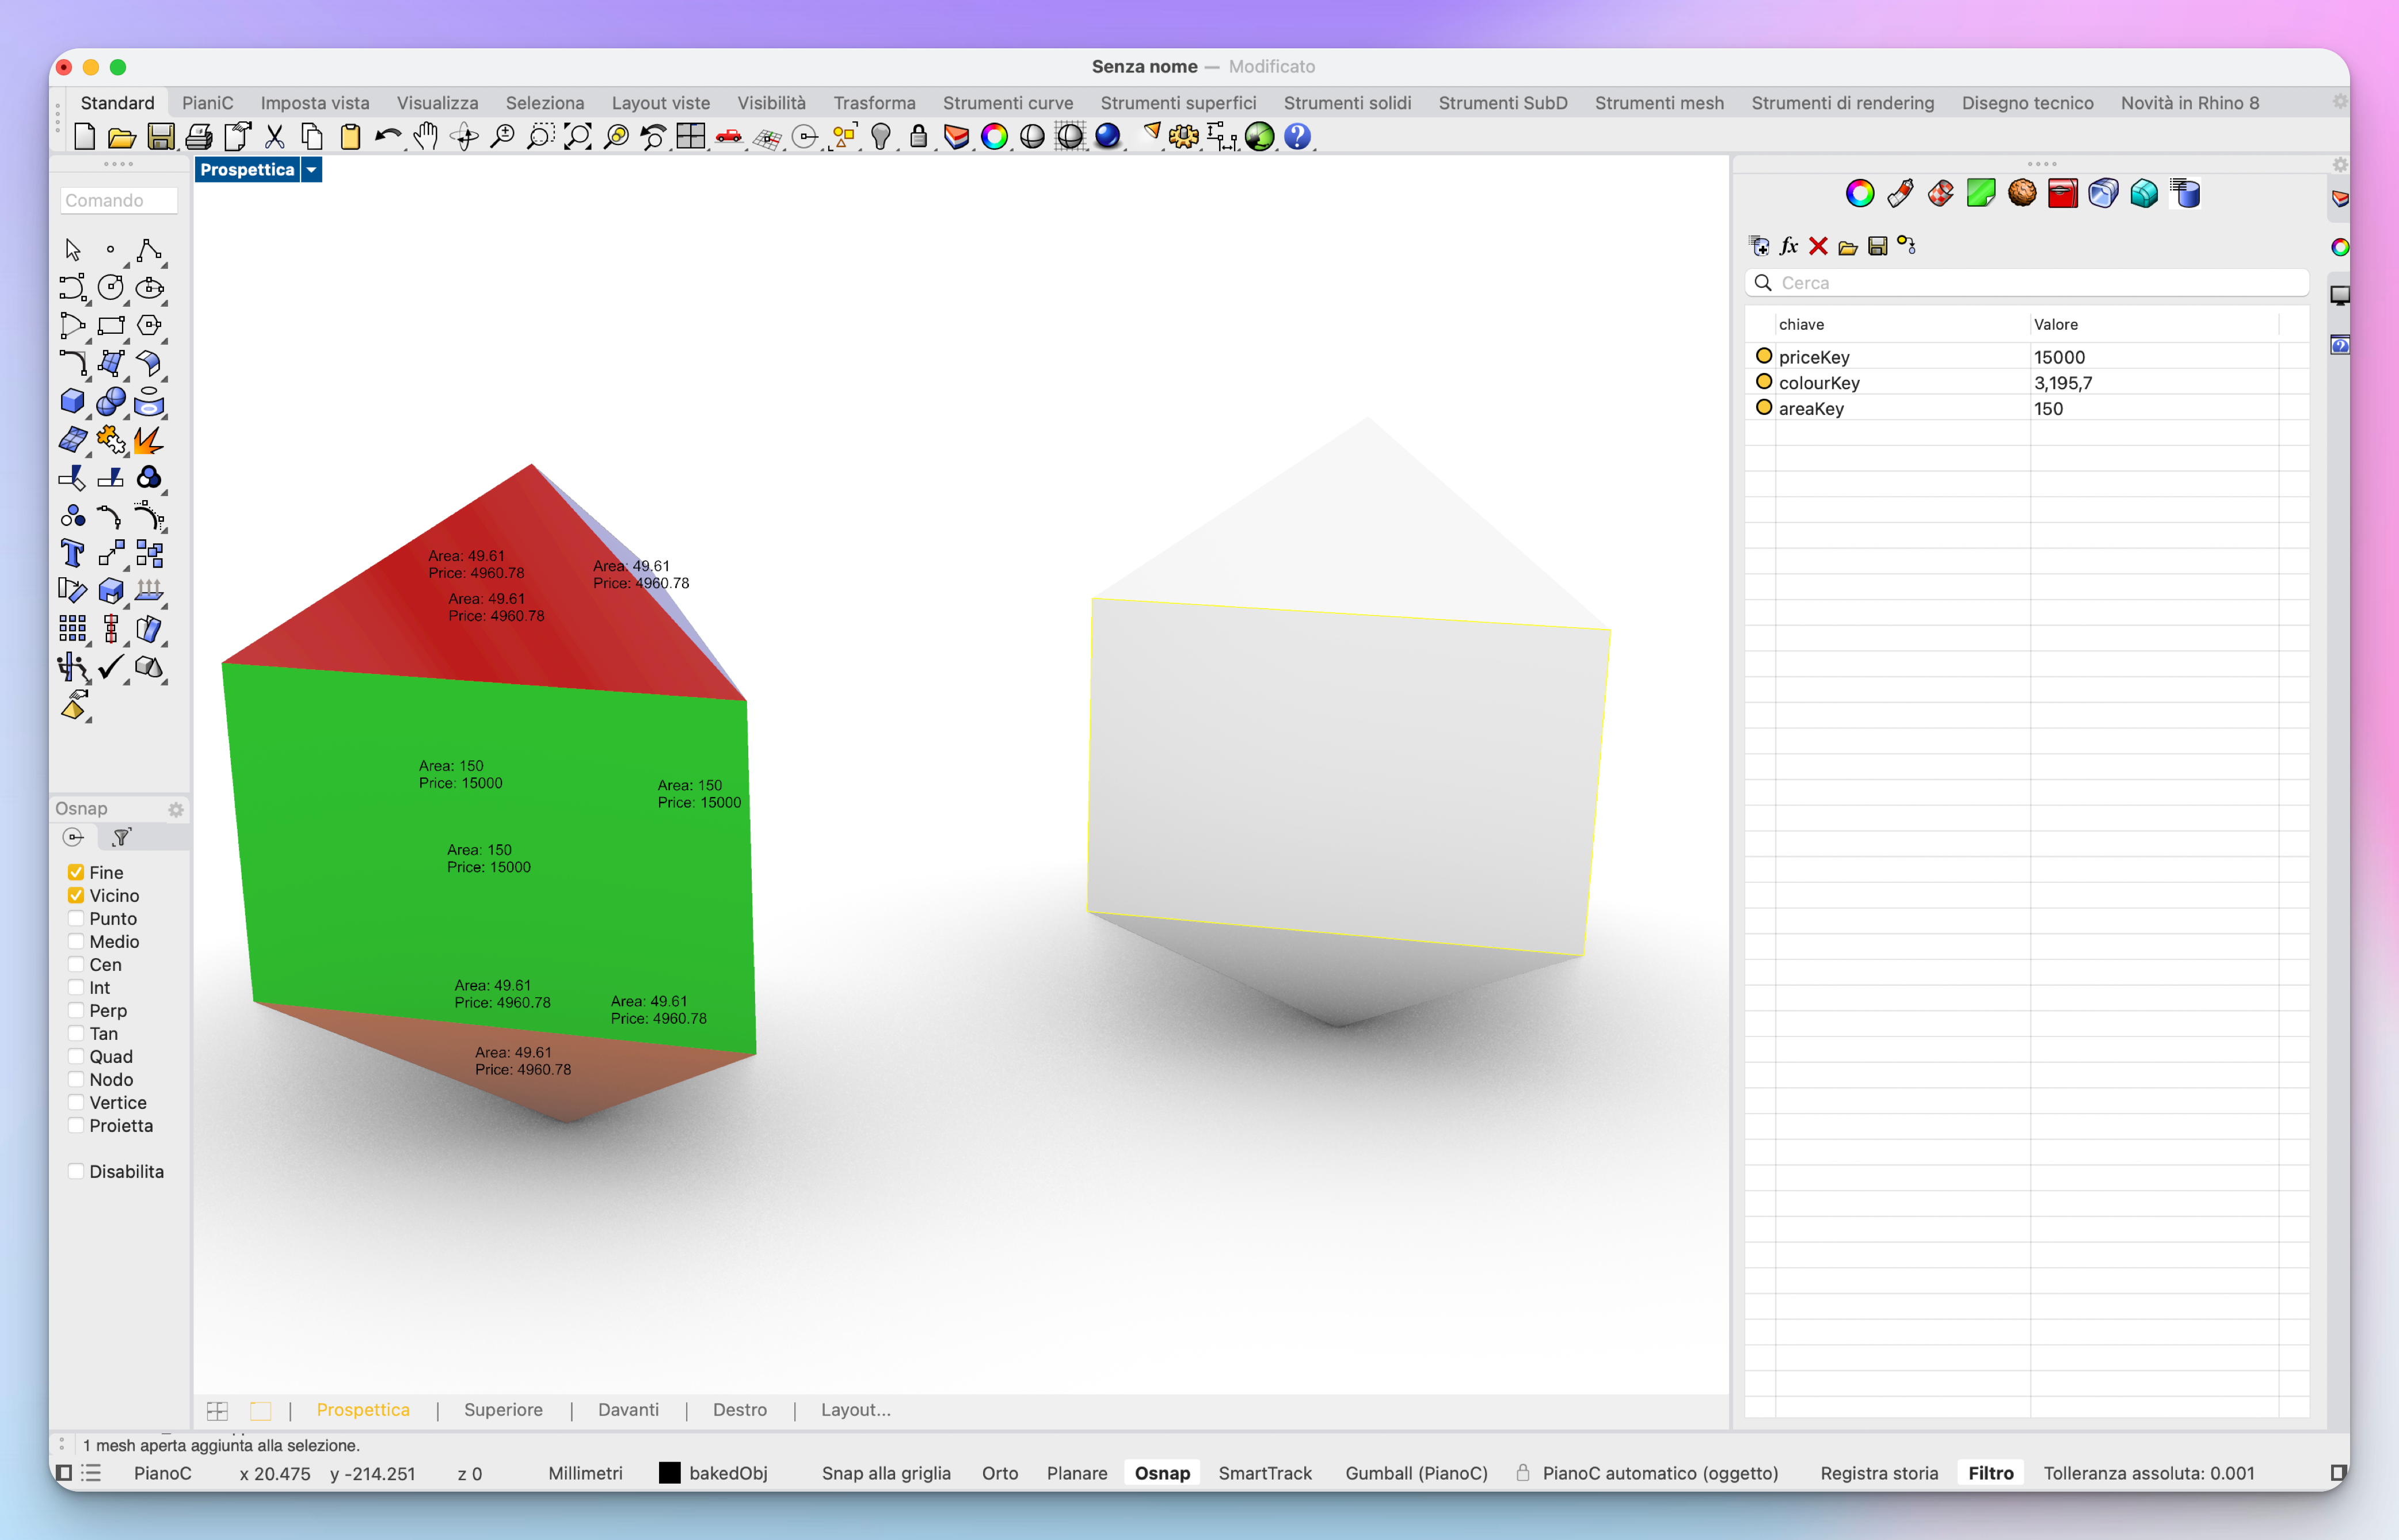 Senza nome — Modificato
Standard PianiC Imposta vista Visualizza Seleziona Layout viste Visibilità Trasforma Strumenti curve Strumenti superfici Strumenti solidi Strumenti SubD Strumenti mesh Strumenti di rendering Disegno tecnico Novità in Rhino 8
Prospettica
Comando
Cerca
chiave Valore
priceKey 15000
colourKey 3,195,7
areaKey 150
Area: 49.61
Price: 4960.78
Area: 49.61
Price: 4960.78
Area: 49.61
Price: 4960.78
Area: 150
Price: 15000
Area: 150
Price: 15000
Area: 150
Price: 15000
Area: 49.61
Price: 4960.78
Area: 49.61
Price: 4960.78
Area: 49.61
Price: 4960.78
Osnap
Fine
Vicino
Punto
Medio
Cen
Int
Perp
Tan
Quad
Nodo
Vertice
Proietta
Disabilita
Prospettica | Superiore | Davanti | Destro | Layout...
1 mesh aperta aggiunta alla selezione.
PianoC x 20.475 y -214.251 z 0 Millimetri bakedObj Snap alla griglia Orto Planare Osnap SmartTrack Gumball (PianoC) PianoC automatico (oggetto) Registra storia Filtro Tolleranza assoluta: 0.001